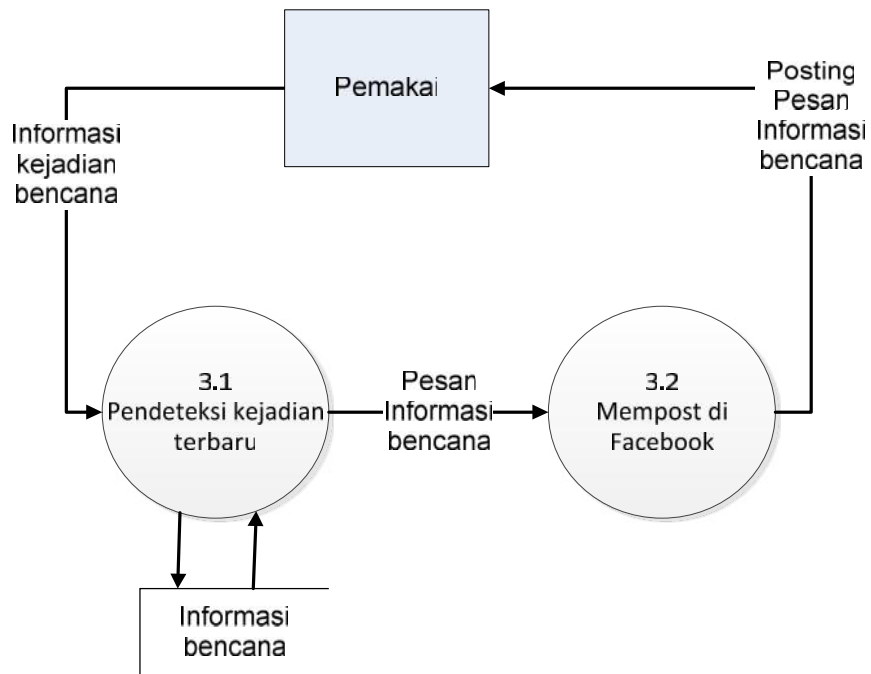 Pemakai
Posting
Pesan
Informasi
bencana
Informasi
kejadian
bencana
3.1
Pendeteksi kejadian
terbaru
Pesan
Informasi
bencana
3.2
Mempost di
Facebook
Informasi
bencana